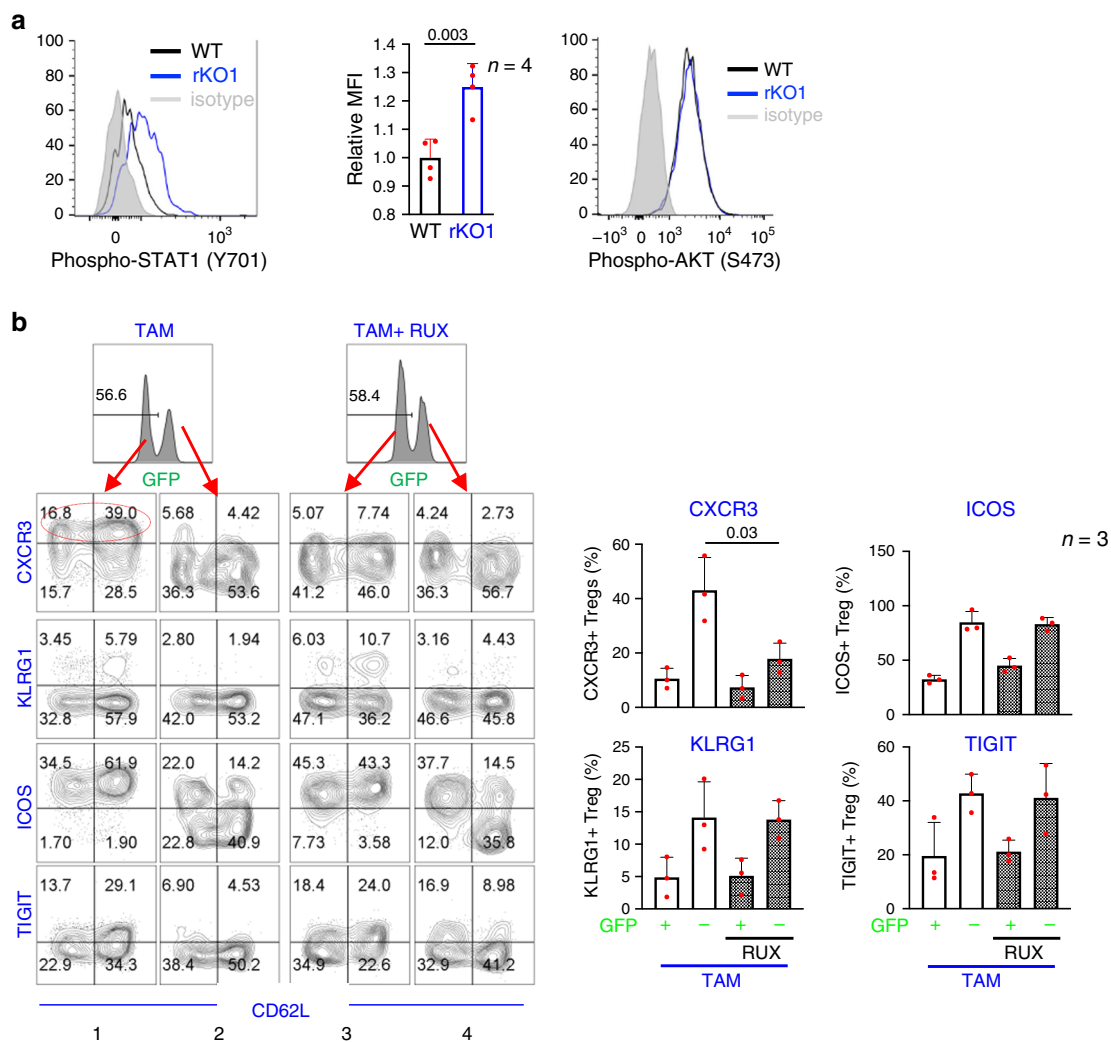 a
100
80
60
40
20
0
0
10³
Phospho-STAT1 (Y701)
WT
rKO1
isotype
0.003
n = 4
Relative MFI
1.4
1.3
1.2
1.0
0.9
0.8
WT rKO1
100
80
60
40
20
0
−10³ 0 10³ 10⁴ 10⁵
Phospho-AKT (S473)
WT
rKO1
isotype
b
TAM
TAM+ RUX
56.6
58.4
GFP
GFP
CXCR3
16.8 39.0 5.68 4.42 5.07 7.74 4.24 2.73
15.7 28.5 36.3 53.6 41.2 46.0 36.3 56.7
KLRG1
3.45 5.79 2.80 1.94 6.03 10.7 3.16 4.43
32.8 57.9 42.0 53.2 47.1 36.2 46.6 45.8
ICOS
34.5 61.9 22.0 14.2 45.3 43.3 37.7 14.5
1.70 1.90 22.8 40.9 7.73 3.58 12.0 35.8
TIGIT
13.7 29.1 6.90 4.53 18.4 24.0 16.9 8.98
22.9 34.3 38.4 50.2 34.9 22.6 32.9 41.2
CD62L
1 2 3 4
CXCR3
0.03
CXCR3+ Tregs (%)
60
40
20
0
ICOS
n = 3
ICOS+ Treg (%)
150
100
50
0
KLRG1
KLRG1+ Treg (%)
25
20
15
10
5
0
GFP + − + −
RUX
TAM
TIGIT
TIGIT+ Treg (%)
60
40
20
0
GFP + − + −
RUX
TAM